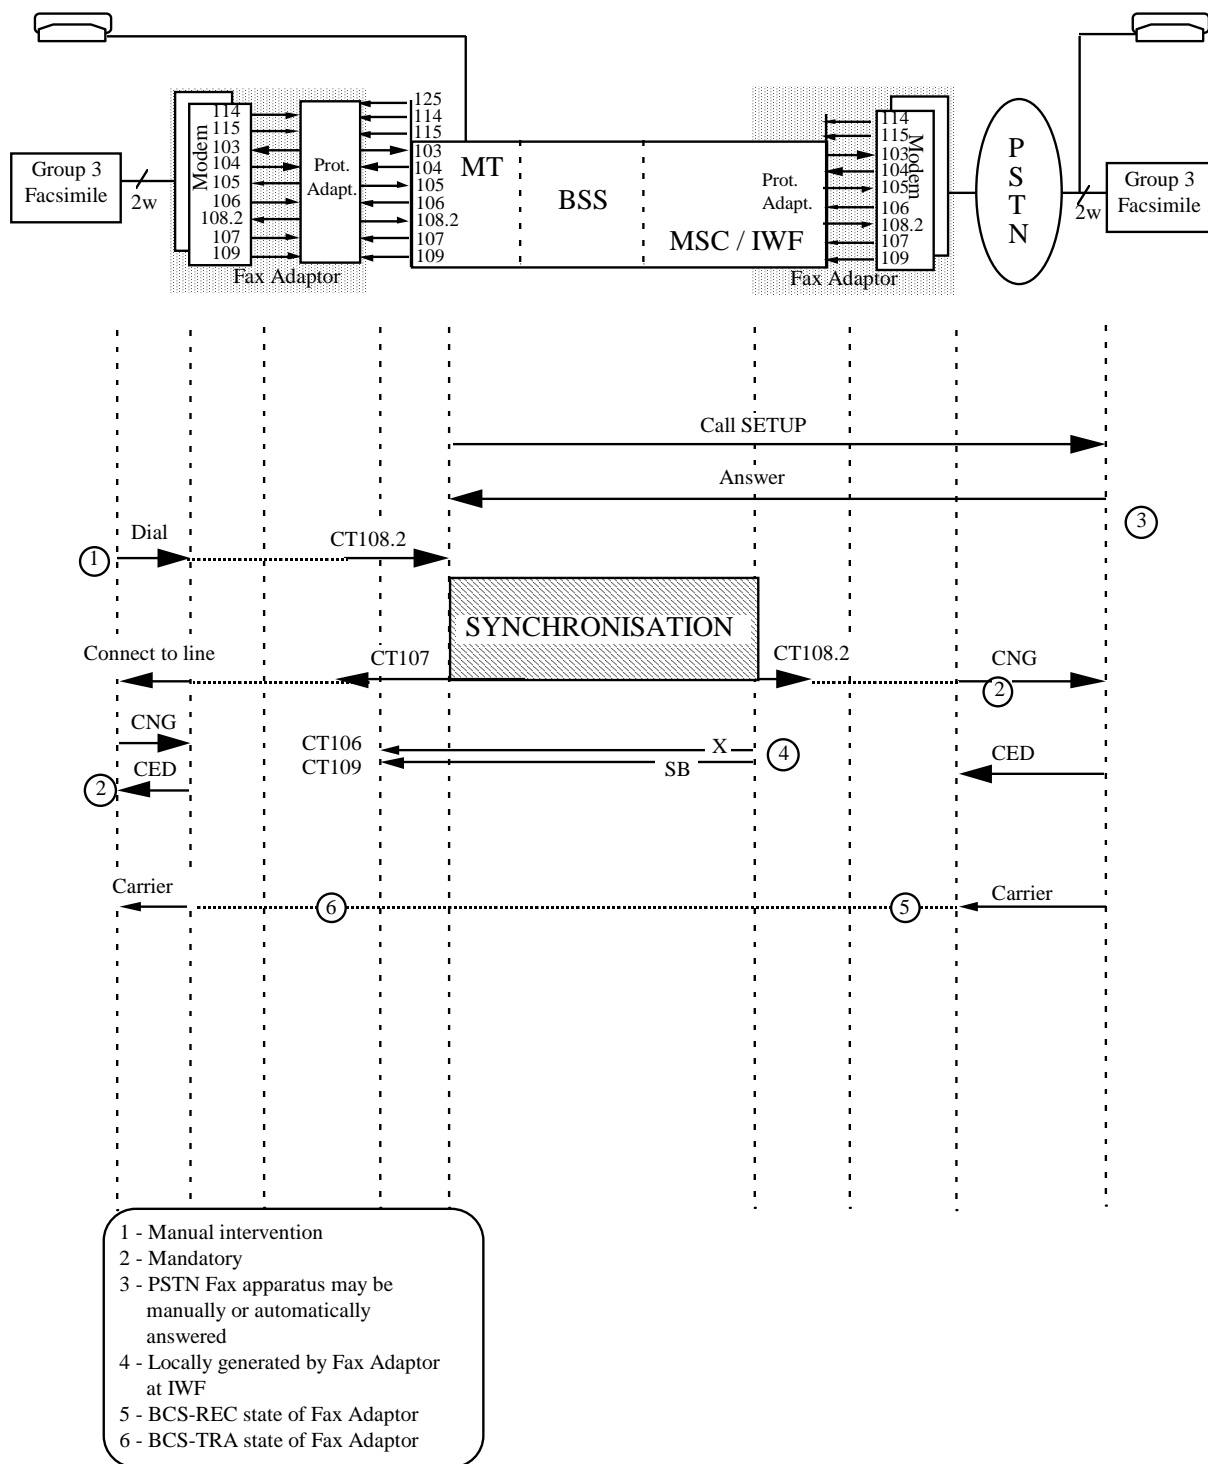 125
114
114
114
115
115
115
103
103
103
MT
104
104
104
Modem
Prot.
Adapt.
BSS
Prot.
Adapt.
Modem
PSTN
Group 3
Facsimile
Group 3
Facsimile
105
105
105
2w
2w
106
106
106
108.2
108.2
108.2
MSC / IWF
107
107
107
109
109
109
Fax Adaptor
Fax Adaptor
Call SETUP
Answer
3
Dial
CT108.2
1
SYNCHRONISATION
Connect to line
CT107
CT108.2
CNG
2
CNG
CT106
X
4
CT109
SB
CED
CED
2
Carrier
6
5
Carrier
1 - Manual intervention
2 - Mandatory
3 - PSTN Fax apparatus may be
manually or automatically
answered
4 - Locally generated by Fax Adaptor
at IWF
5 - BCS-REC state of Fax Adaptor
6 - BCS-TRA state of Fax Adaptor